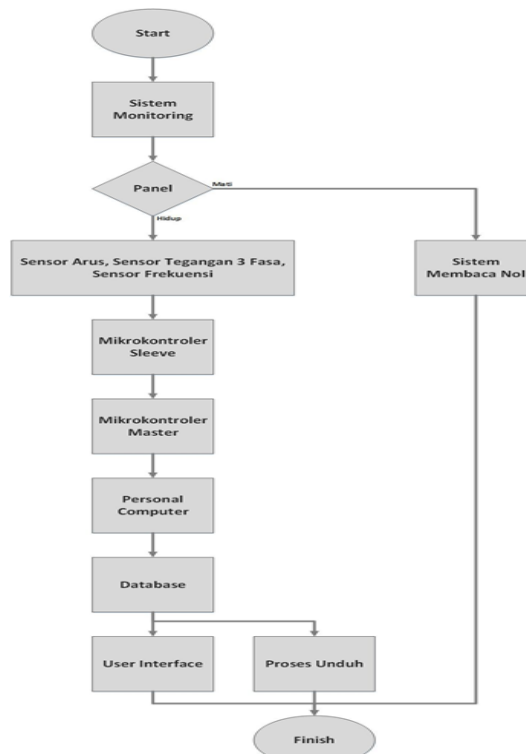 Start
Sistem
Monitoring
Panel
Mati
Hidup
Sensor Arus, Sensor Tegangan 3 Fasa,
Sensor Frekuensi
Sistem
Membaca Nol
Mikrokontroler
Sleeve
Mikrokontroler
Master
Personal
Computer
Database
User Interface
Proses Unduh
Finish